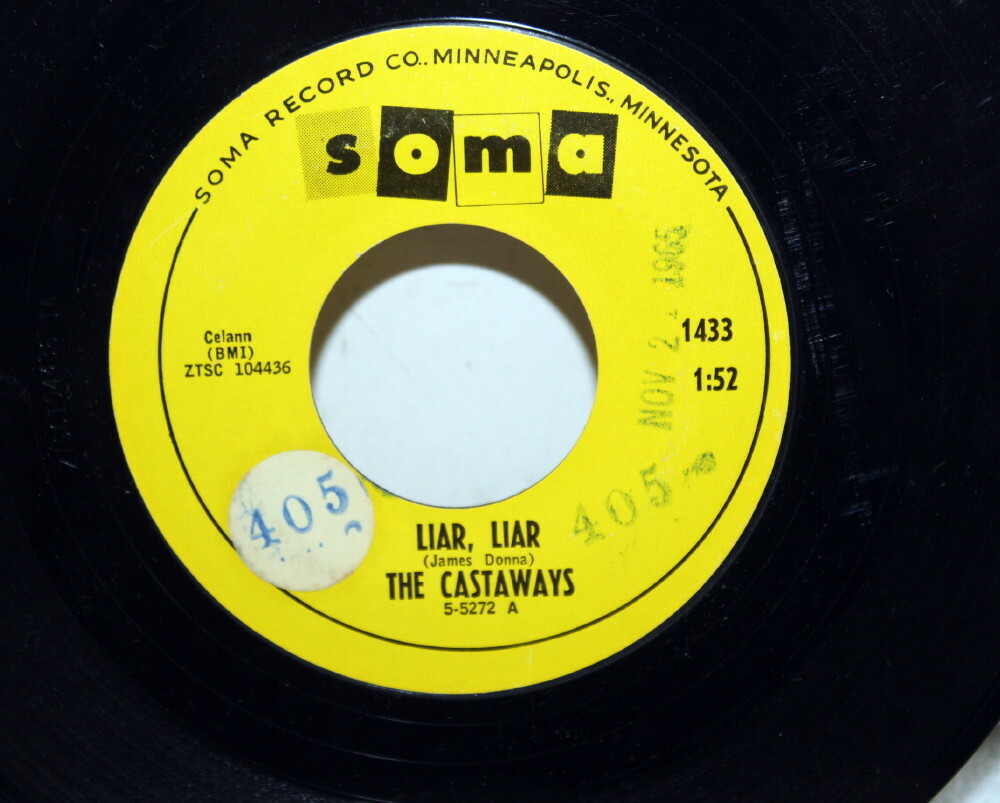 SOMA RECORD CO., MINNEAPOLIS., MINNESOTA
soma
Celann
(BMI)
ZTSC 104436
1433
1:52
NOV 2 1965
405
405
LIAR, LIAR
(James Donna)
THE CASTAWAYS
5-5272 A